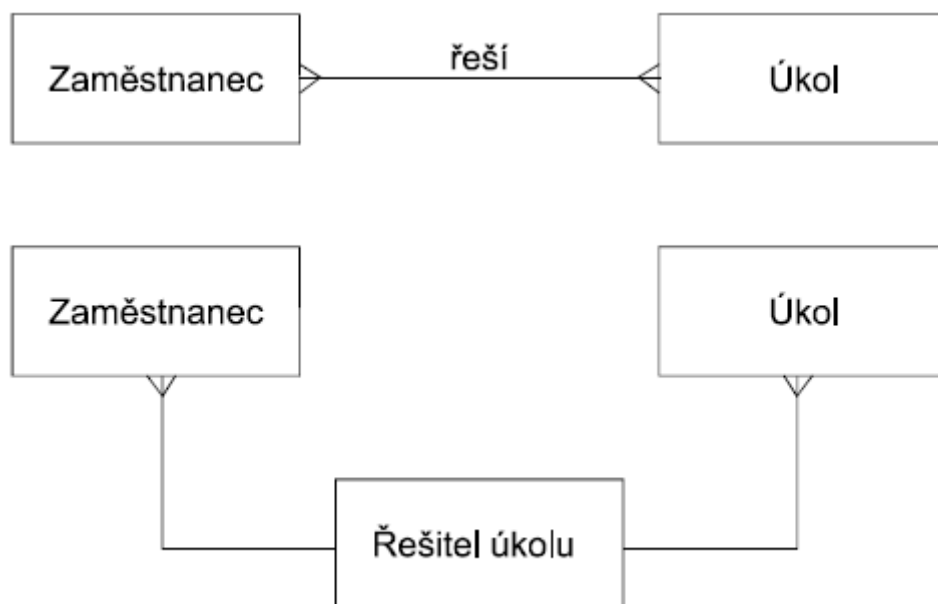 Zaměstnanec
řeší
Úkol
Zaměstnanec
Úkol
Řešitel úkolu